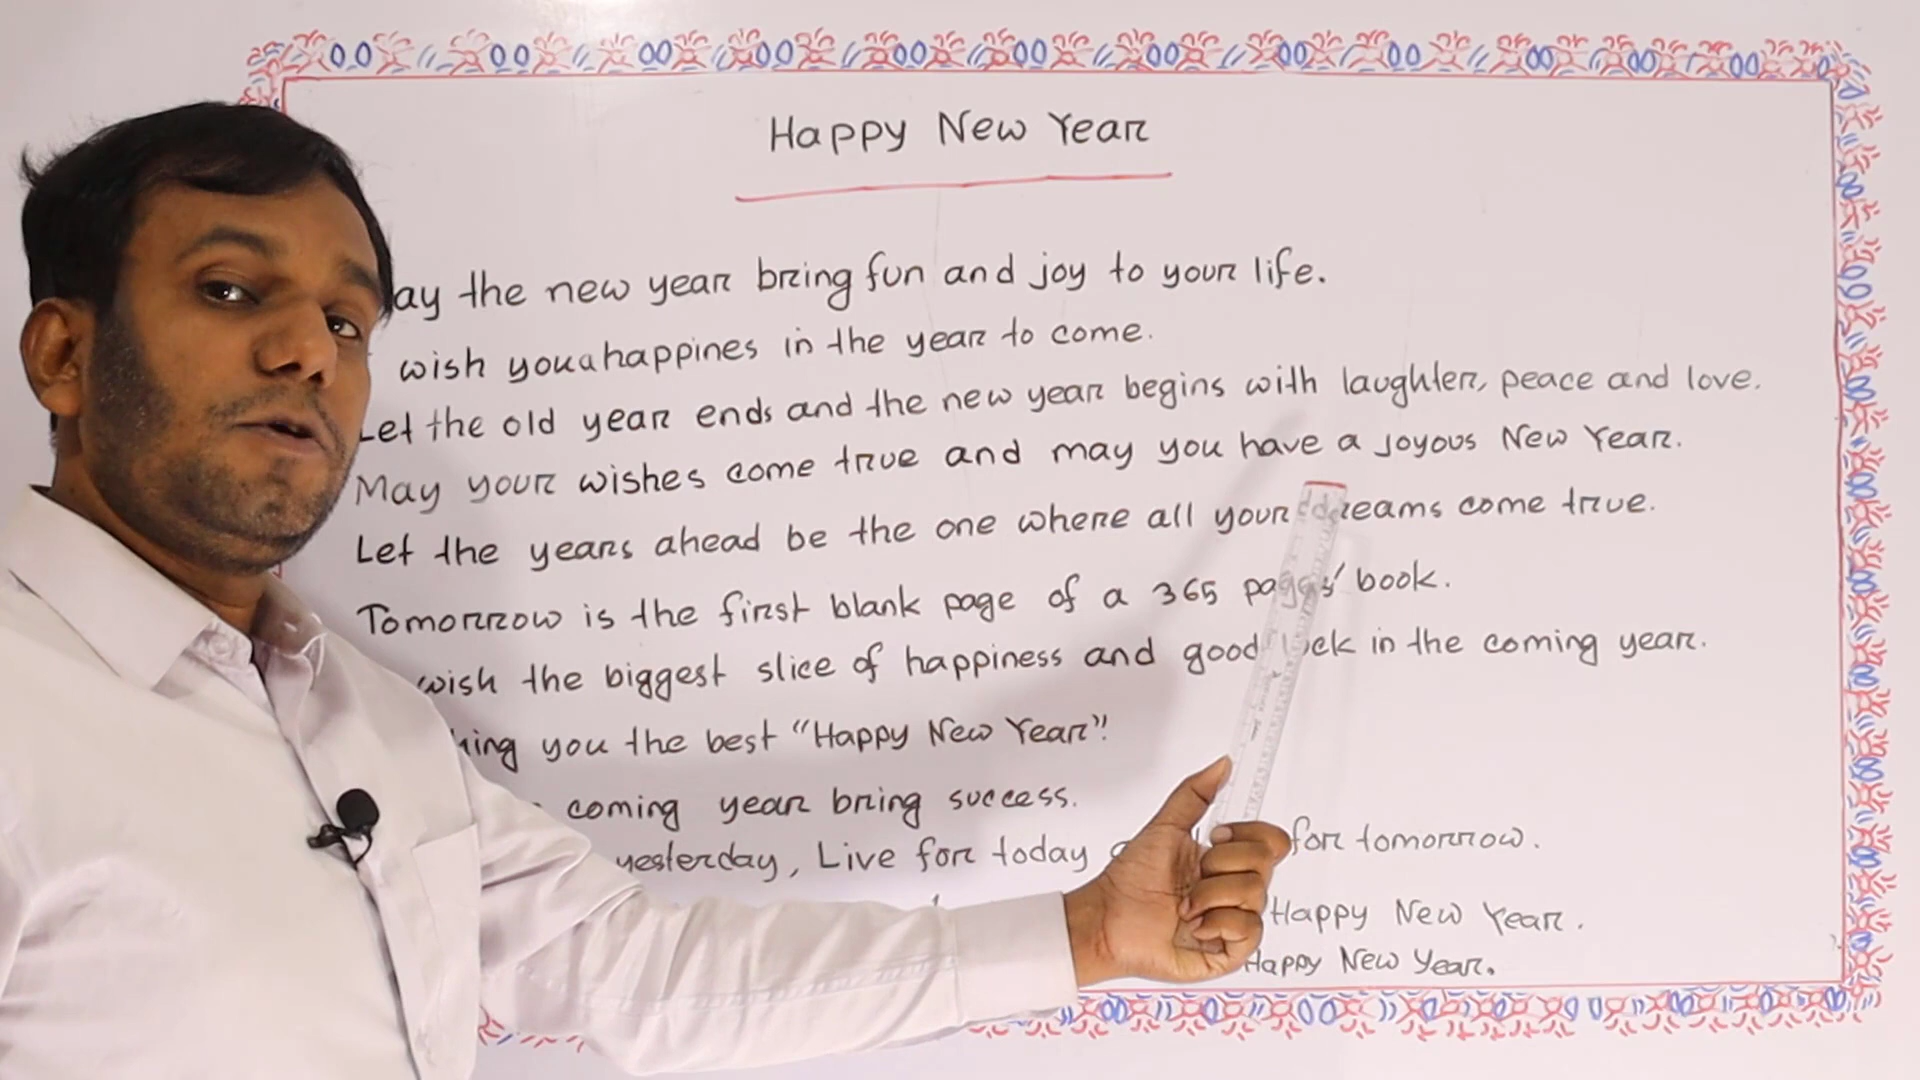 Happy New Year
ay the new year bring fun and joy to your life.
wish you a happines in the year to come.
Let the old year ends and the new year begins with laughter, peace and love.
May your wishes come true and may you have a Joyous New Year.
Let the years ahead be the one where all your dreams come true.
Tomorrow is the first blank page of a 365 pages' book.
wish the biggest slice of happiness and good luck in the coming year.
you the best "Happy New Year"!
coming year bring success.
yesterday, Live for today for tomorrow.
Happy New Year.
Happy New Year.